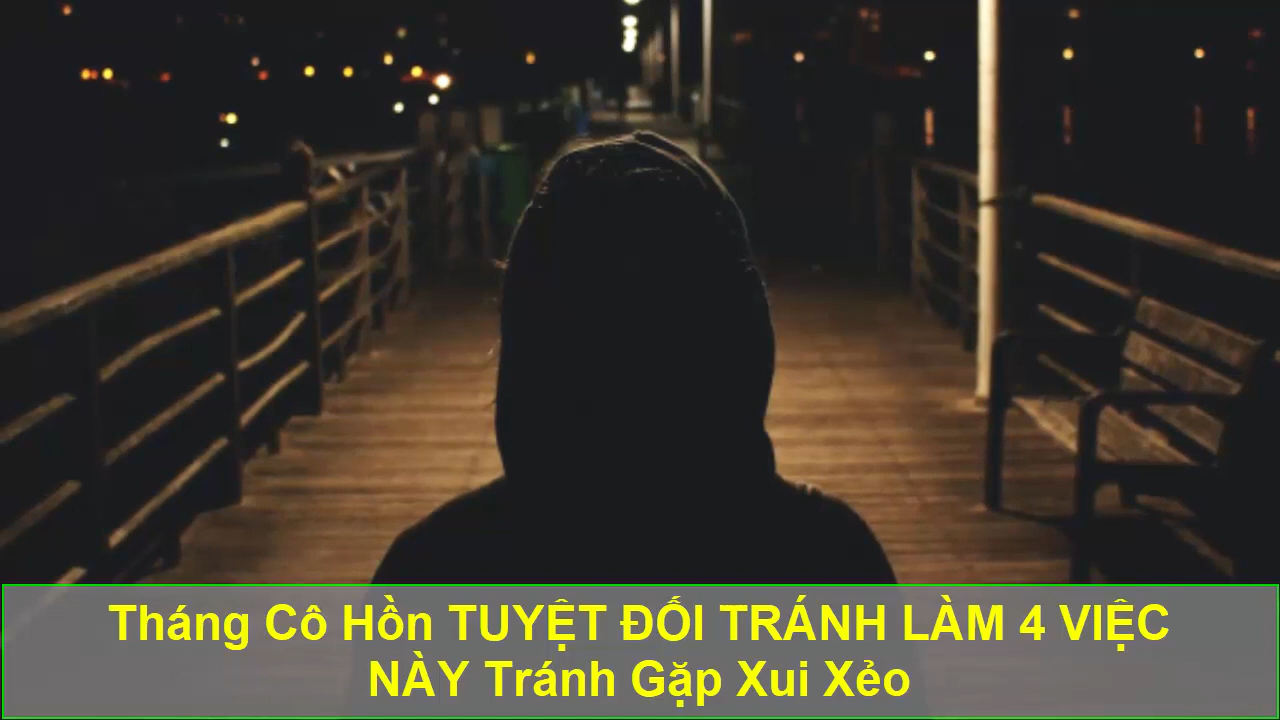 Tháng Cô Hồn TUYỆT ĐỐI TRÁNH LÀM 4 VIỆC
NÀY Tránh Gặp Xui Xẻo